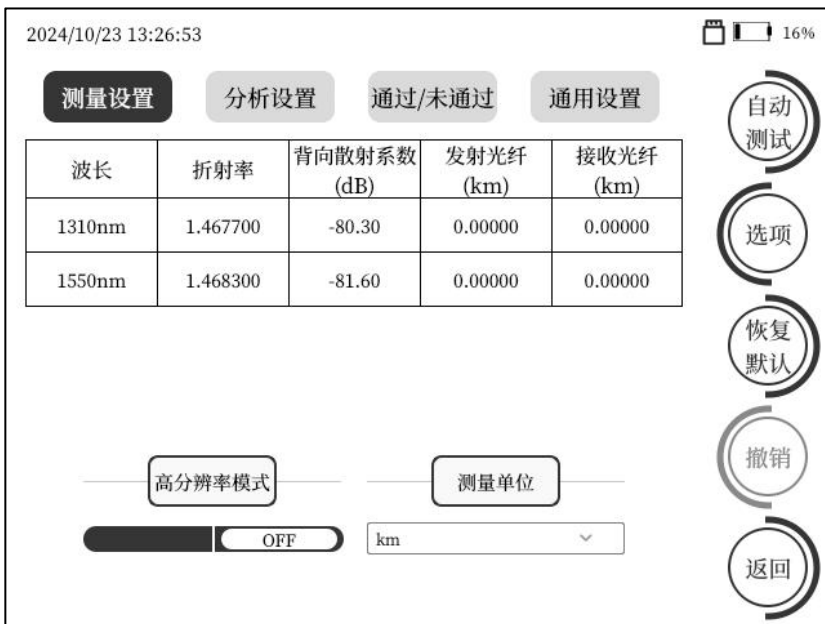 2024/10/23 13:26:53
16%
测量设置 分析设置 通过/未通过 通用设置
波长 折射率 背向散射系数 (dB) 发射光纤 (km) 接收光纤 (km)
1310nm 1.467700 -80.30 0.00000 0.00000
1550nm 1.468300 -81.60 0.00000 0.00000
高分辨率模式 测量单位
OFF km
自动
测试
选项
恢复
默认
撤销
返回